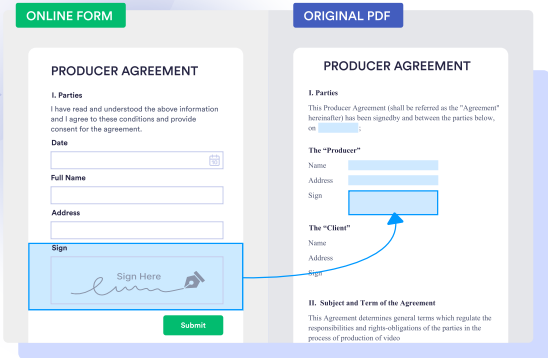 ONLINE FORM
PRODUCER AGREEMENT
I. Parties
I have read and understood the above information
and I agree to these conditions and provide
consent for the agreement.
Date
Full Name
Address
Sign
Sign Here
Submit
ORIGINAL PDF
PRODUCER AGREEMENT
I. Parties
This Producer Agreement (shall be referred as the "Agreement"
hereinafter) has been signedby and between the parties below,
on ;
The “Producer”
Name
Address
Sign
The “Client”
Name
Address
Sign
II. Subject and Term of the Agreement
This Agreement determines general terms which regulate the
responsibilities and rights-obligations of the parties in the
process of production of video